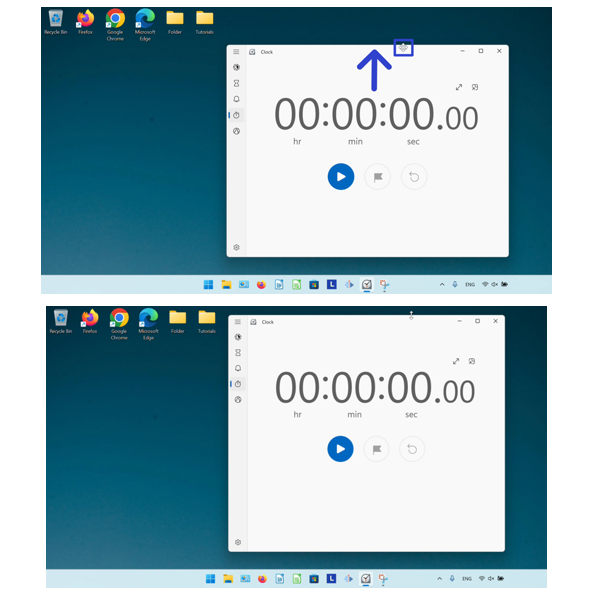 Recycle Bin
Firefox
Google Chrome
Microsoft Edge
Folder
Tutorials
Clock
00:00:00.00
hr min sec
L
ENG
Recycle Bin
Firefox
Google Chrome
Microsoft Edge
Folder
Tutorials
Clock
00:00:00.00
hr min sec
L
ENG